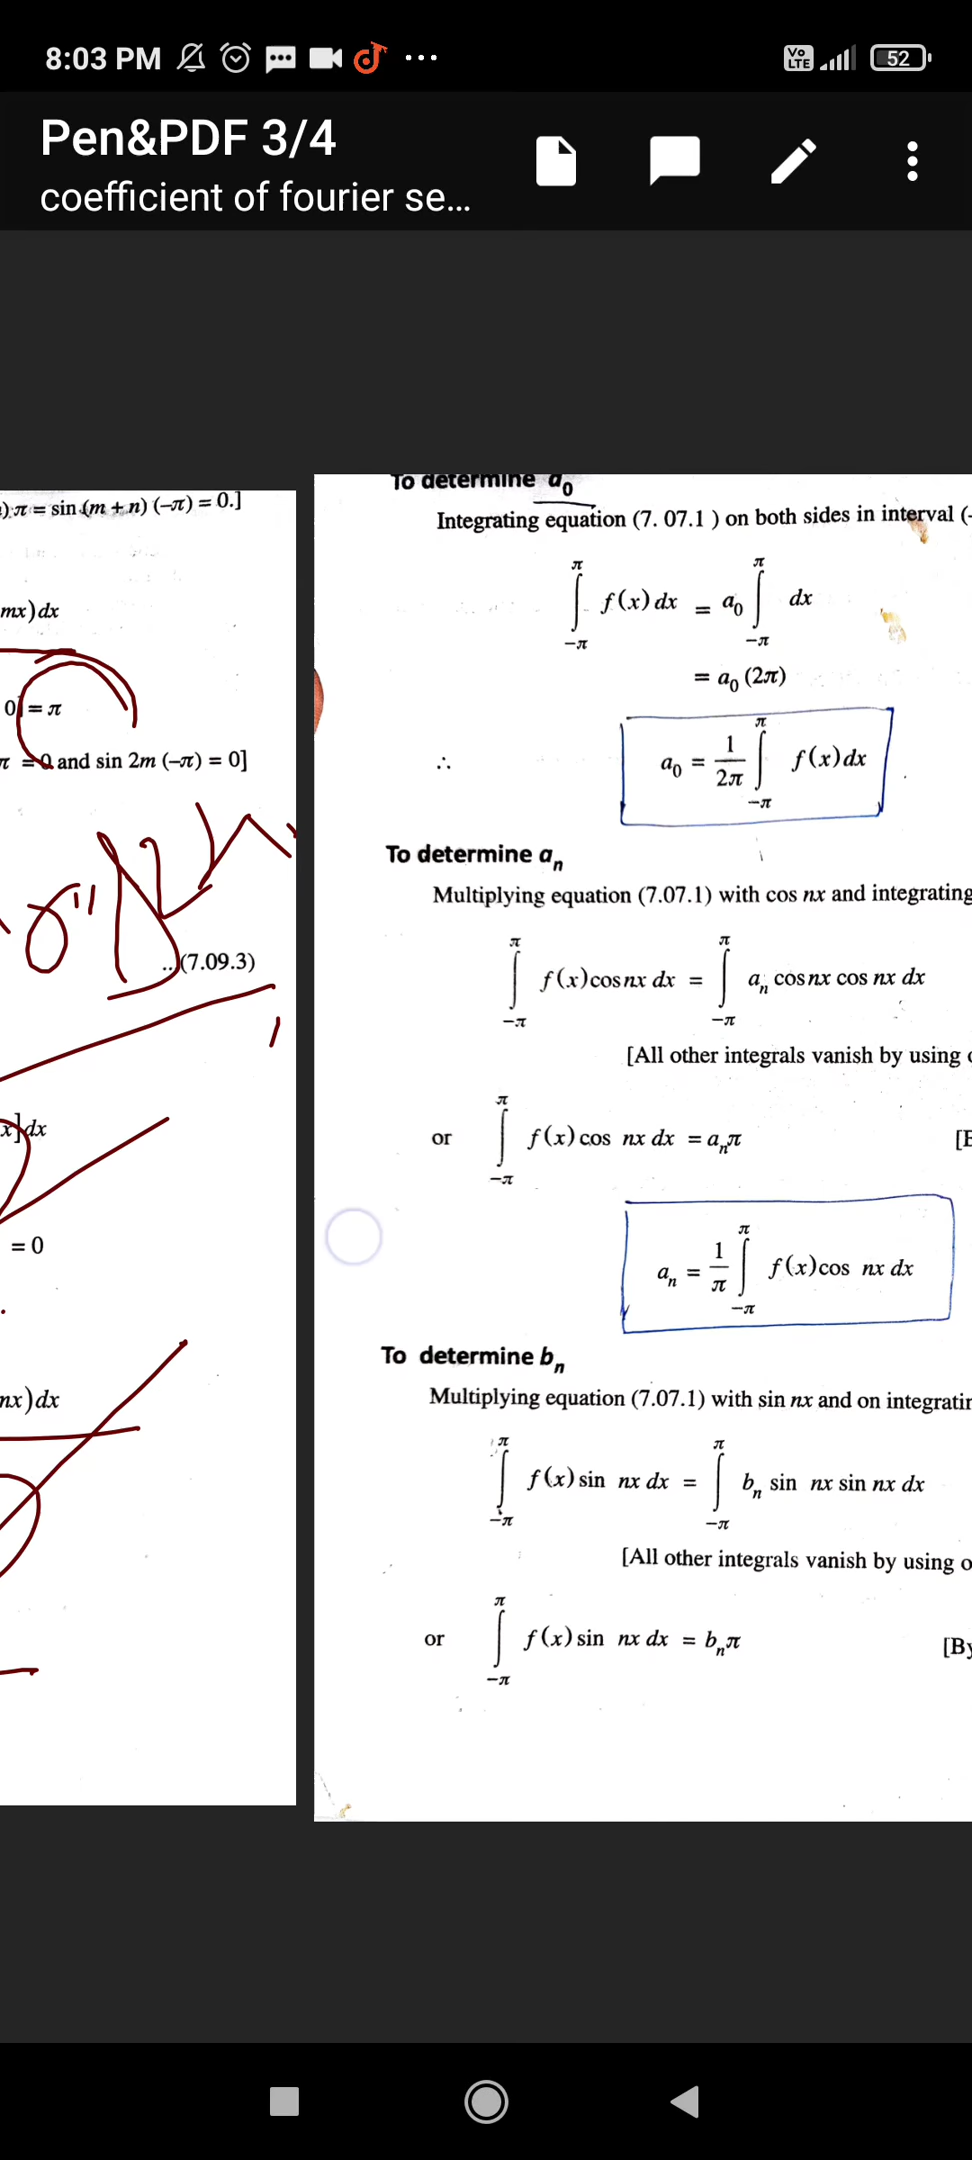 8:03 PM
Vo LTE 52
Pen&PDF 3/4
coefficient of fourier se...
) π = sin (m + n) (−π) = 0.]
mx) dx
0] = π
π = 0 and sin 2m (−π) = 0]
...(7.09.3)
x] dx
= 0
nx) dx
To determine a₀
Integrating equation (7. 07.1 ) on both sides in interval (-
∫_{−π}^{π} f(x) dx = a₀ ∫_{−π}^{π} dx
= a₀ (2π)
∴ a₀ = 1/2π ∫_{−π}^{π} f(x) dx
To determine aₙ
Multiplying equation (7.07.1) with cos nx and integrating
∫_{−π}^{π} f(x) cos nx dx = ∫_{−π}^{π} aₙ cos nx cos nx dx
[All other integrals vanish by using
or ∫_{−π}^{π} f(x) cos nx dx = aₙπ [B
aₙ = 1/π ∫_{−π}^{π} f(x) cos nx dx
To determine bₙ
Multiplying equation (7.07.1) with sin nx and on
∫_{−π}^{π} f(x) sin nx dx = ∫_{−π}^{π} bₙ sin nx sin nx dx
[All other integrals vanish by using o
or ∫_{−π}^{π} f(x) sin nx dx = bₙπ [By